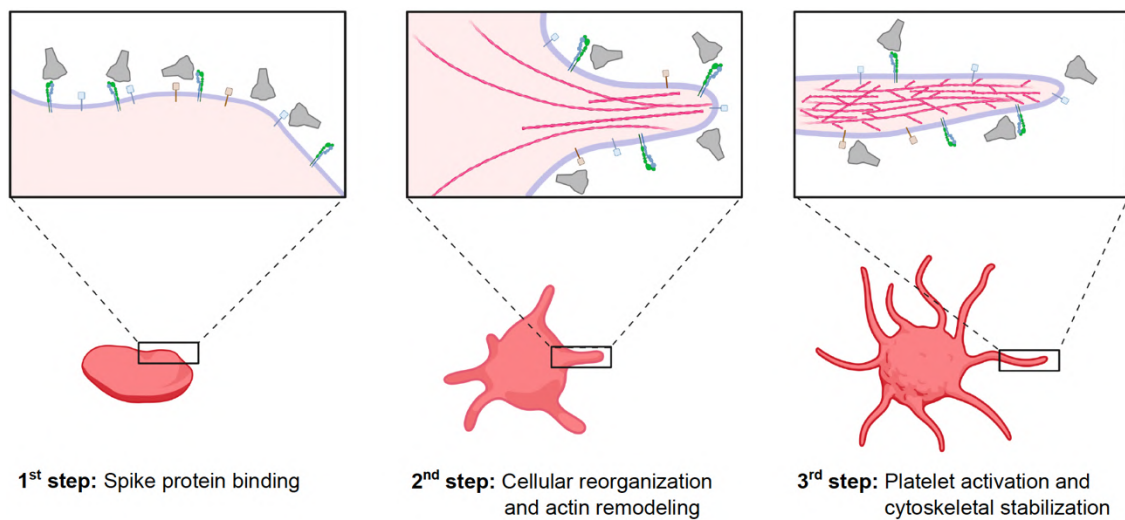 1st step: Spike protein binding
2nd step: Cellular reorganization
and actin remodeling
3rd step: Platelet activation and
cytoskeletal stabilization